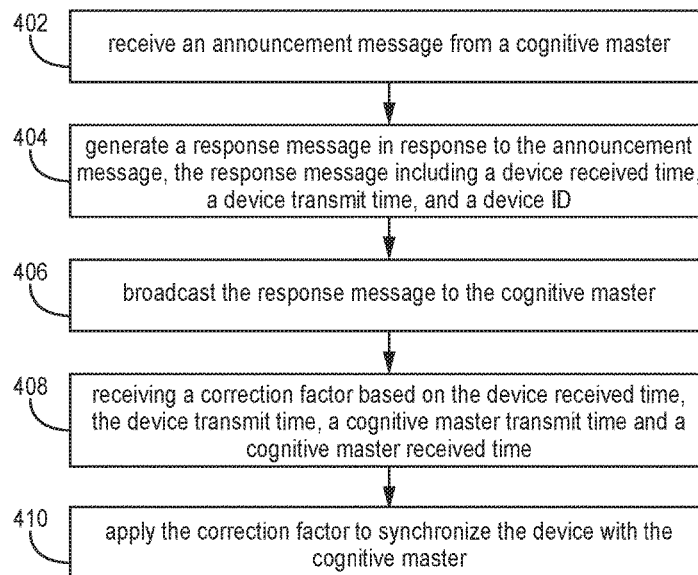 402
receive an announcement message from a cognitive master
404
generate a response message in response to the announcement
message, the response message including a device received time,
a device transmit time, and a device ID
406
broadcast the response message to the cognitive master
408
receiving a correction factor based on the device received time,
the device transmit time, a cognitive master transmit time and a
cognitive master received time
410
apply the correction factor to synchronize the device with the
cognitive master